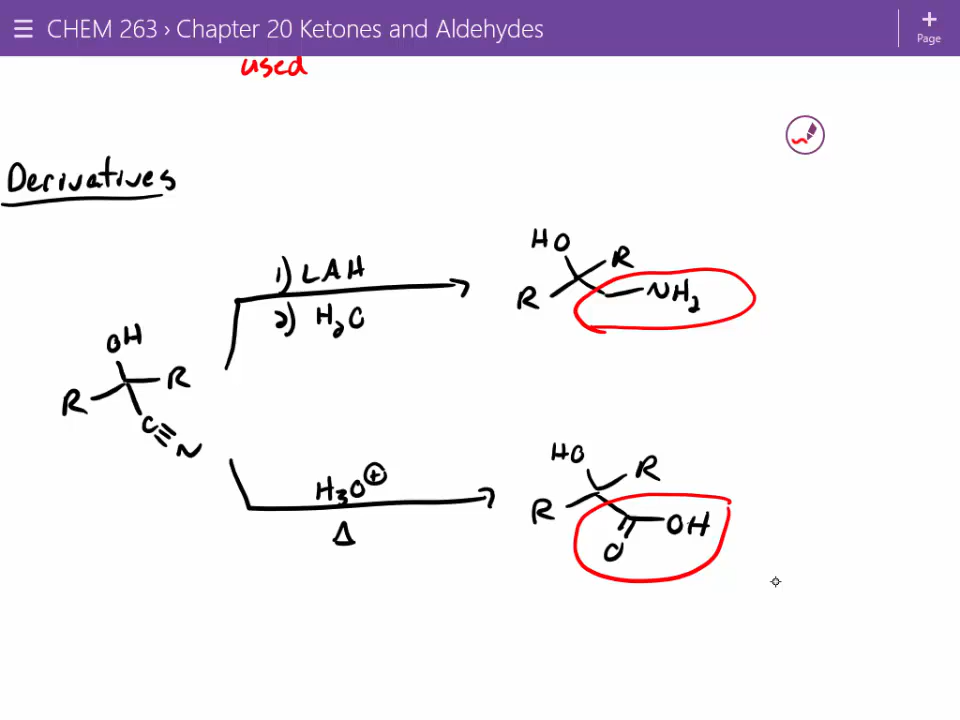 CHEM 263 › Chapter 20 Ketones and Aldehydes
+
Page
used
Derivatives
1) LAH
2) H₂O
OH
R
R
C≡N
HO
R
R
NH₂
H₃O⊕
Δ
HO
R
R
OH
O